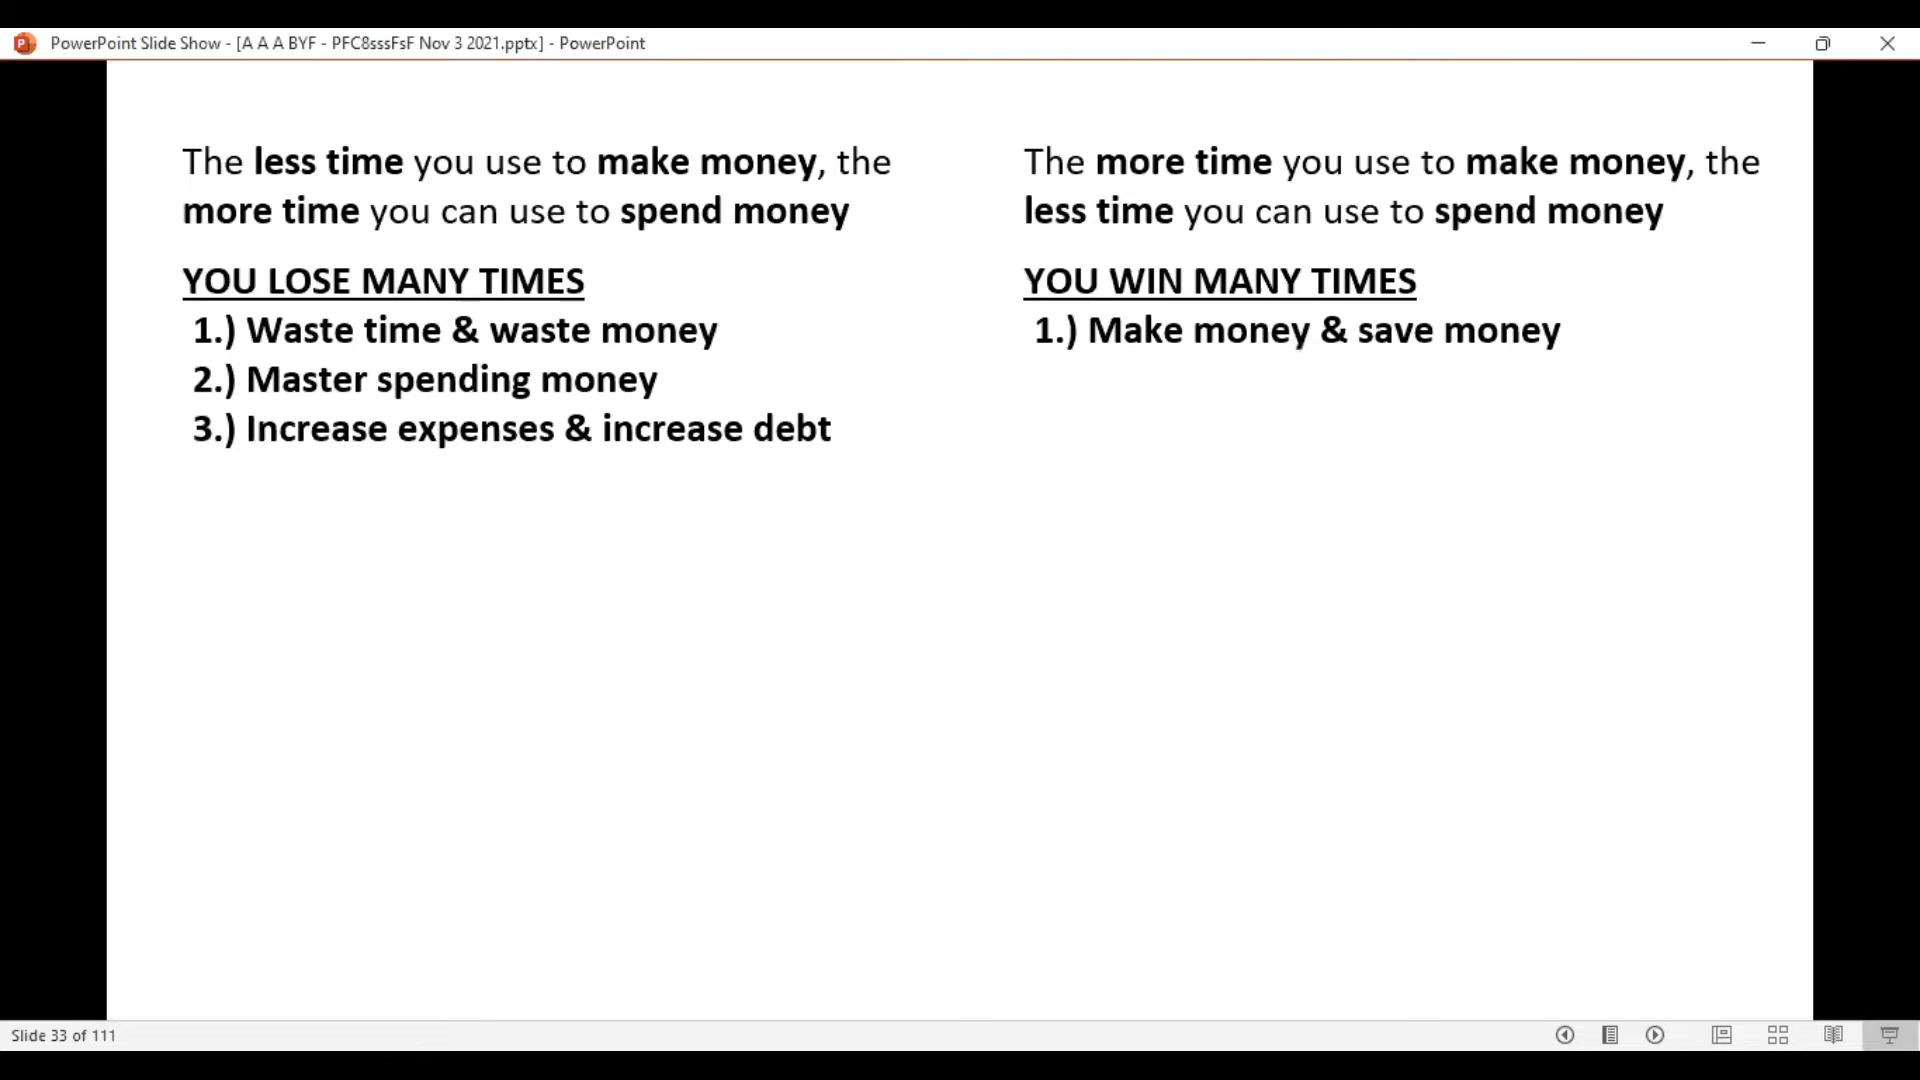 PowerPoint Slide Show - [A A A BYF - PFC8sssFsF Nov 3 2021.pptx] - PowerPoint
The less time you use to make money, the
more time you can use to spend money
YOU LOSE MANY TIMES
1.) Waste time & waste money
2.) Master spending money
3.) Increase expenses & increase debt
The more time you use to make money, the
less time you can use to spend money
YOU WIN MANY TIMES
1.) Make money & save money
Slide 33 of 111